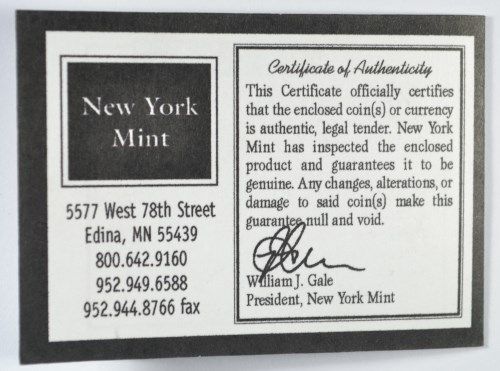 New York
Mint
5577 West 78th Street
Edina, MN 55439
800.642.9160
952.949.6588
952.944.8766 fax
Certificate of Authenticity
This Certificate officially certifies
that the enclosed coin(s) or currency
is authentic, legal tender. New York
Mint has inspected the enclosed
product and guarantees it to be
genuine. Any changes, alterations, or
damage to said coin(s) make this
guarantee null and void.
William J. Gale
President, New York Mint